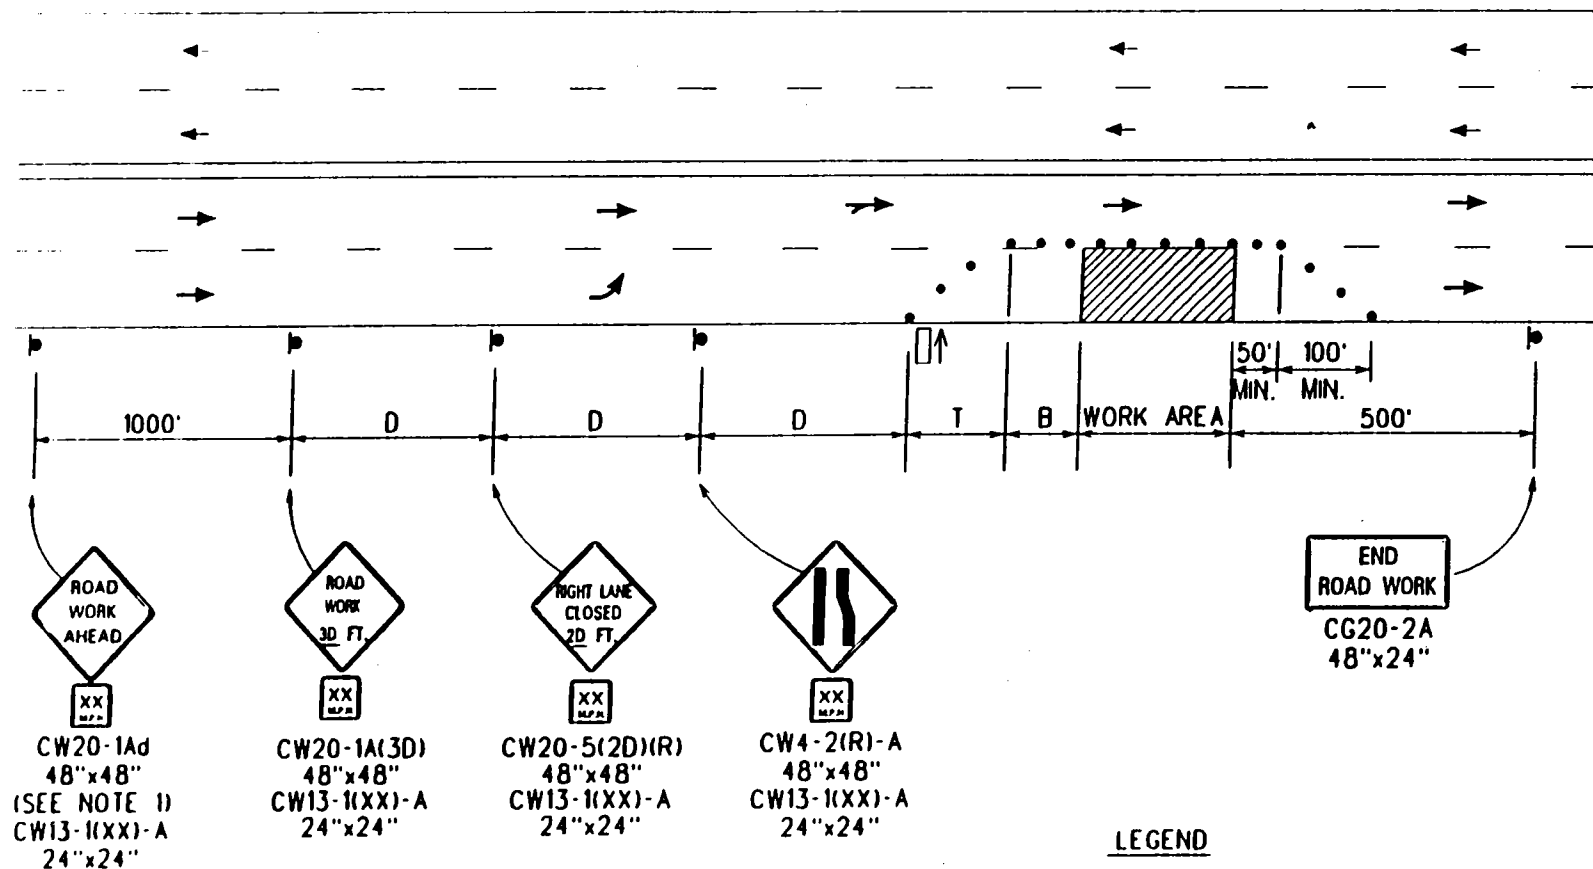 50' 100'
MIN. MIN.
1000' D D D T B WORK AREA 500'
ROAD
WORK
AHEAD
XX
M.P.H
CW20-1Ad
48"x48"
(SEE NOTE 1)
CW13-1(XX)-A
24"x24"
ROAD
WORK
3D FT.
XX
M.P.H
CW20-1A(3D)
48"x48"
CW13-1(XX)-A
24"x24"
RIGHT LANE
CLOSED
2D FT.
XX
M.P.H
CW20-5(2D)(R)
48"x48"
CW13-1(XX)-A
24"x24"
XX
M.P.H
CW4-2(R)-A
48"x48"
CW13-1(XX)-A
24"x24"
END
ROAD WORK
CG20-2A
48"x24"
LEGEND